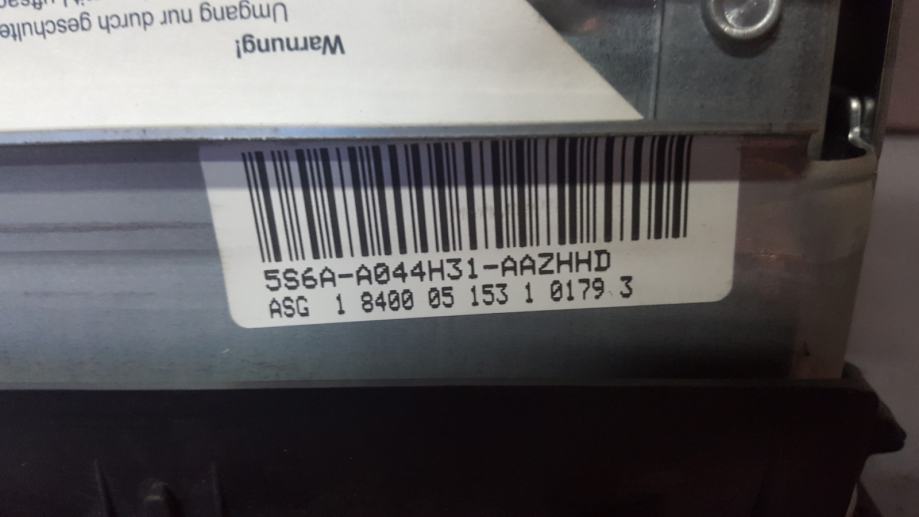 Warnung!
Umgang nur durch geschulte
5S6A-A044H31-AAZHHD
ASG 1 8400 05 153 1 0179 3